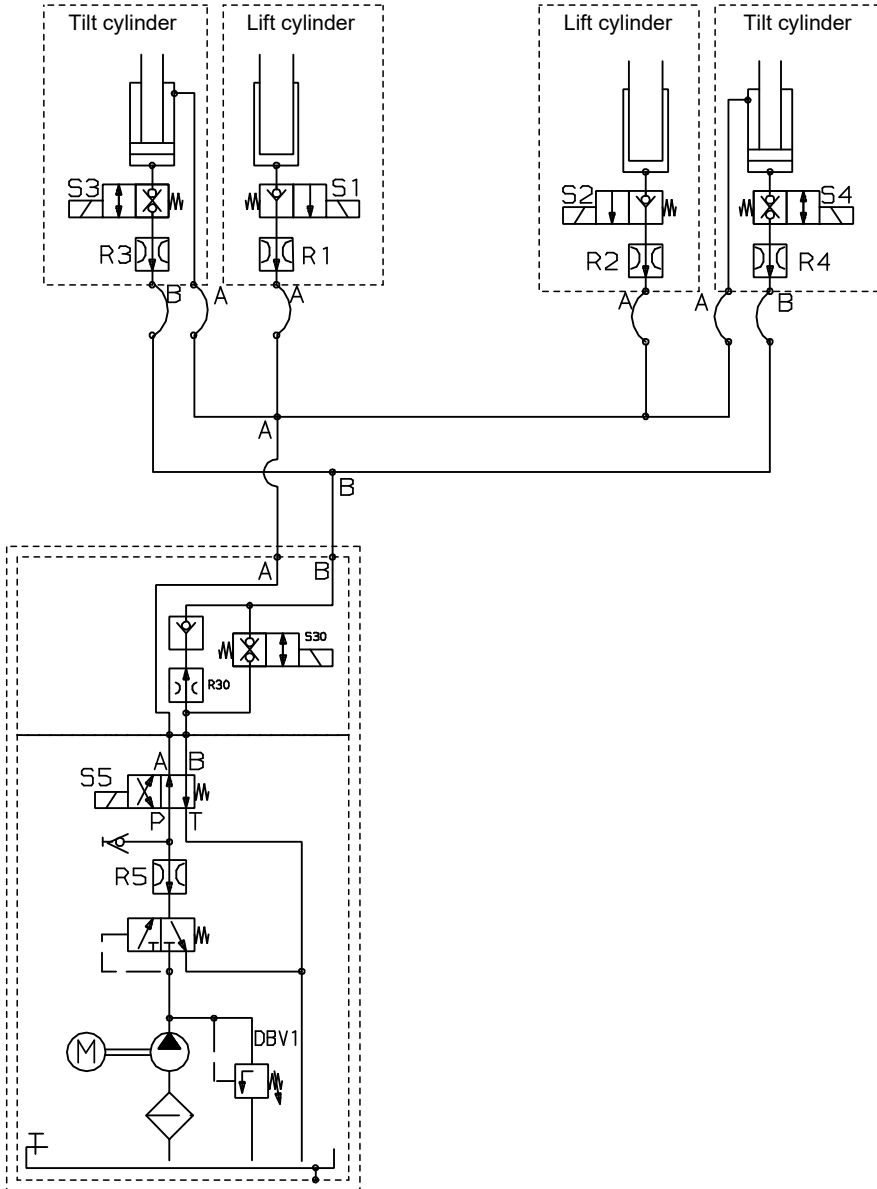 Tilt cylinder
Lift cylinder
Lift cylinder
Tilt cylinder
S3
S1
S2
S4
R3
R1
R2
R4
B
A
A
A
A
B
A
B
A
B
S30
R30
A
B
S5
P
T
R5
DBV1
M
T